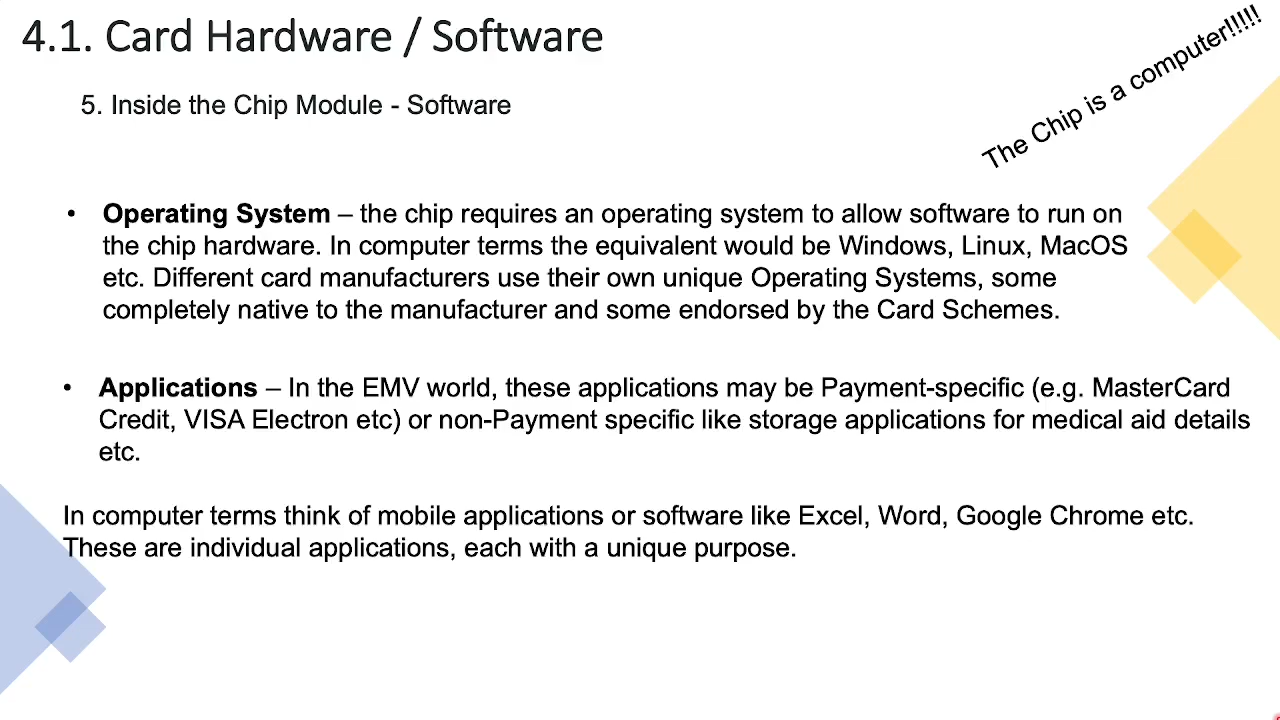 4.1. Card Hardware / Software
The Chip is a computer!!!!!
5. Inside the Chip Module - Software
• Operating System – the chip requires an operating system to allow software to run on
the chip hardware. In computer terms the equivalent would be Windows, Linux, MacOS
etc. Different card manufacturers use their own unique Operating Systems, some
completely native to the manufacturer and some endorsed by the Card Schemes.
• Applications – In the EMV world, these applications may be Payment-specific (e.g. MasterCard
Credit, VISA Electron etc) or non-Payment specific like storage applications for medical aid details
etc.
In computer terms think of mobile applications or software like Excel, Word, Google Chrome etc.
These are individual applications, each with a unique purpose.